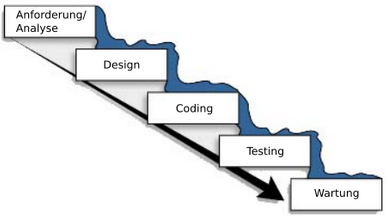 Anforderung/
Analyse
Design
Coding
Testing
Wartung